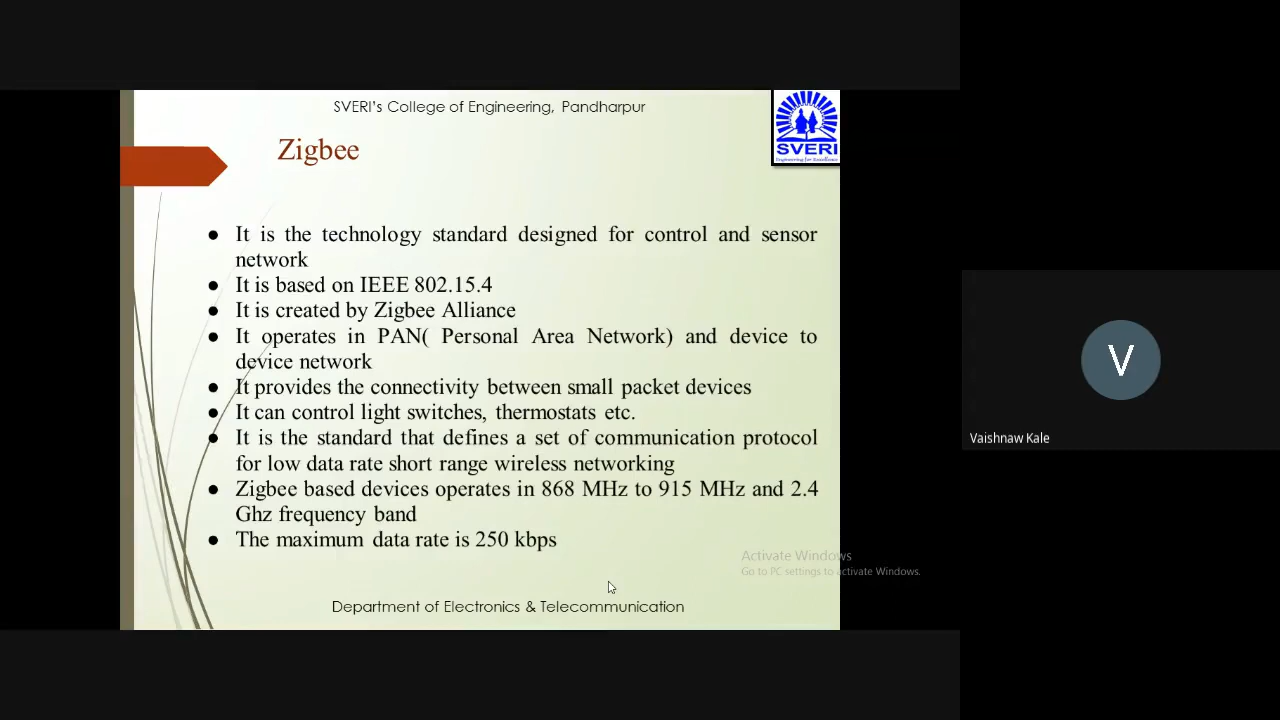 SVERI's College of Engineering, Pandharpur
SVERI
Engineering for Excellence
Zigbee
● It is the technology standard designed for control and sensor
network
● It is based on IEEE 802.15.4
● It is created by Zigbee Alliance
● It operates in PAN( Personal Area Network) and device to
device network
● It provides the connectivity between small packet devices
● It can control light switches, thermostats etc.
● It is the standard that defines a set of communication protocol
for low data rate short range wireless networking
● Zigbee based devices operates in 868 MHz to 915 MHz and 2.4
Ghz frequency band
● The maximum data rate is 250 kbps
Department of Electronics & Telecommunication
Activate Windows
Go to PC settings to activate Windows.
V
Vaishnaw Kale